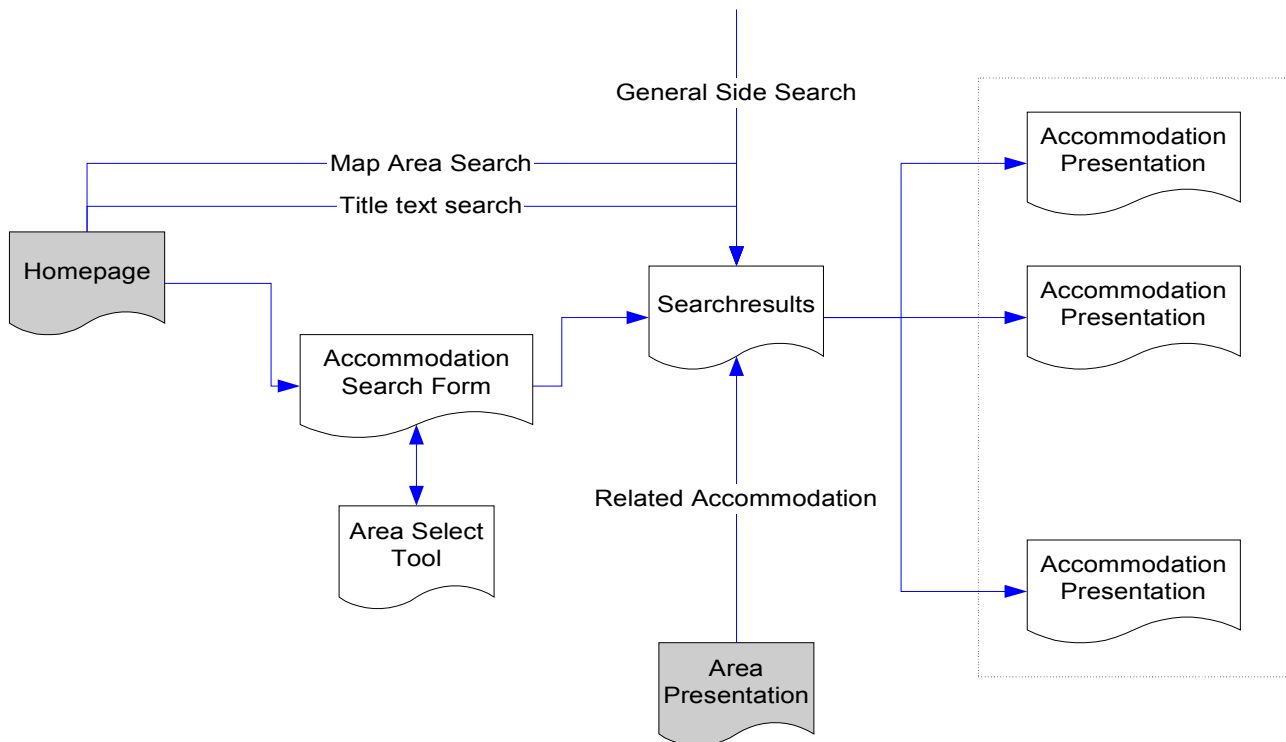 General Side Search
Accommodation
Presentation
Map Area Search
Title text search
Homepage
Accommodation
Presentation
Searchresults
Accommodation
Search Form
Related Accommodation
Area Select
Tool
Accommodation
Presentation
Area
Presentation